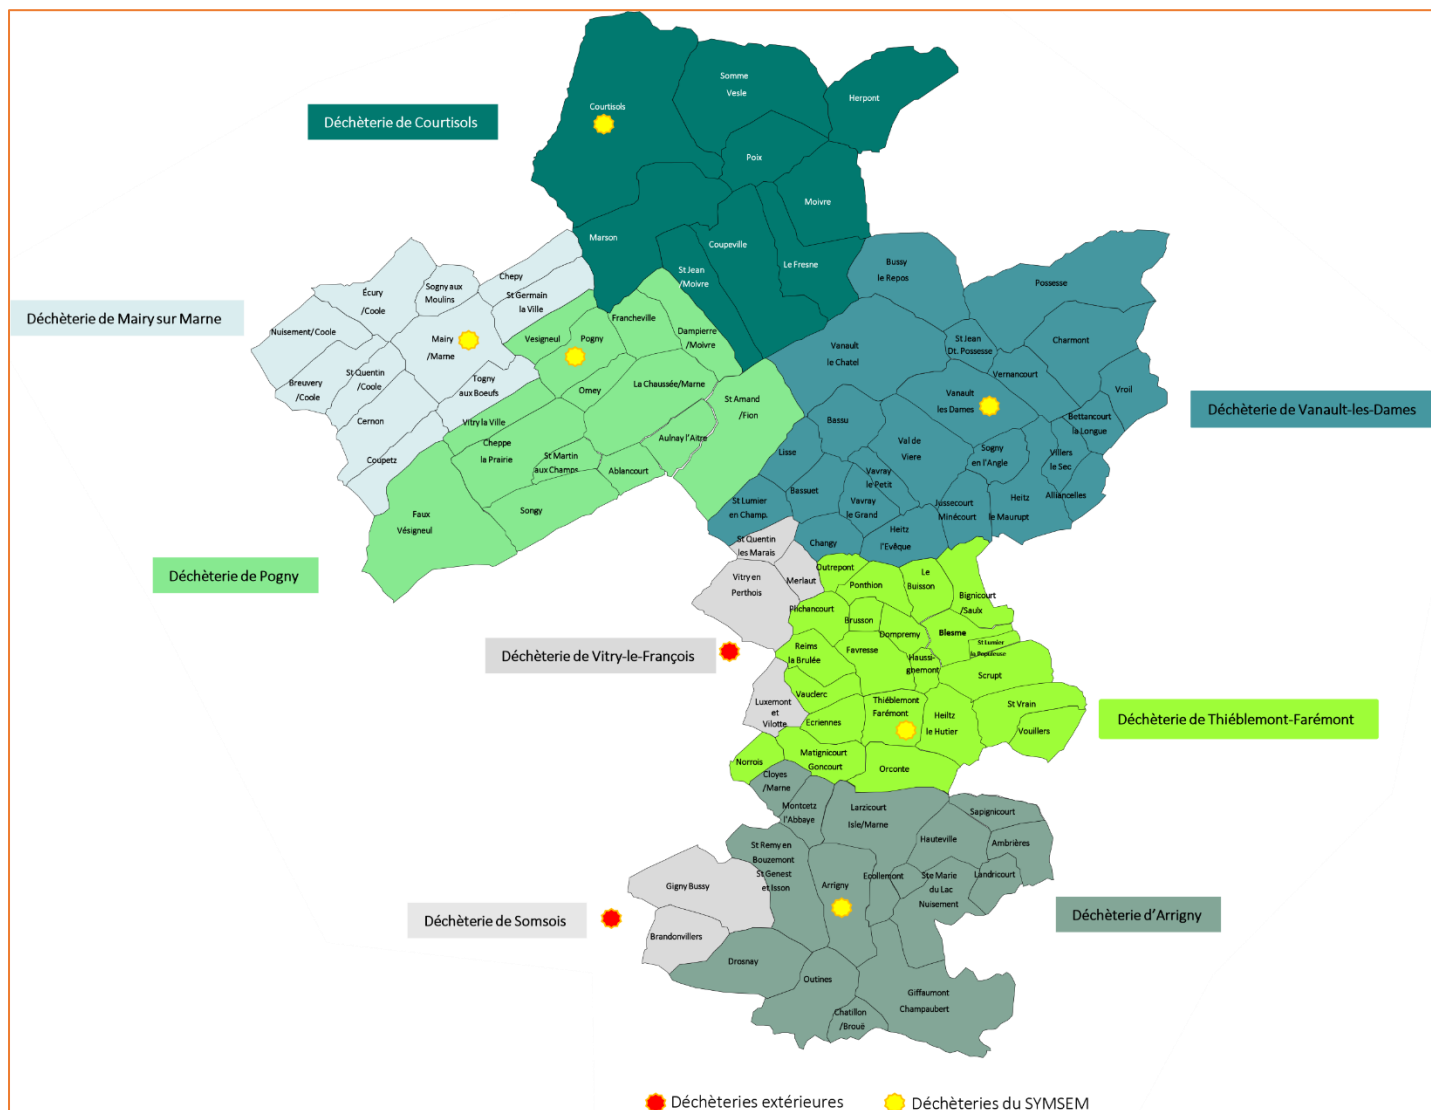 Somme
Vesle
Herpont
Courtisols
Déchèterie de Courtisols
Poix
Moivre
Marson
Coupeville
Le Fresne
St Jean
/Moivre
Bussy
le Repos
Possesse
Chepy
Sogny aux
Moulins
Écury
/Coole
St Germain
la Ville
Déchèterie de Mairy sur Marne
Nuisement/Coole
Mairy
/Marne
Vesigneul
Pogny
Francheville
Dampierre
/Moivre
Vanault
le Chatel
St Jean
Dt. Possesse
Charmont
Vernancourt
Breuvery
/Coole
St Quentin
/Coole
Togny
aux Boeufs
Omey
La Chaussée/Marne
St Amand
/Fion
Vanault
les Dames
Vroil
Déchèterie de Vanault-les-Dames
Cernon
Vitry la Ville
Cheppe
la Prairie
Aulnay l'Aitre
Bassu
Val de
Viere
Bettancourt
la Longue
Sogny
en l'Angle
Villers
le Sec
Coupetz
St Martin
aux Champs
Ablancourt
Lisse
Vavray
le Petit
Bassuet
Alliancelles
Faux
Vésigneul
Songy
St Lumier
en Champ.
Vavray
le Grand
Jussecourt
Minécourt
Heitz
le Maurupt
Changy
Heitz
l'Evêque
St Quentin
les Marais
Déchèterie de Pogny
Vitry en
Perthois
Merlaut
Outrepont
Ponthion
Le
Buisson
Bignicourt
/Saulx
Plichancourt
Brusson
Dompremy
Blesme
St Lumier
la Populeuse
Déchèterie de Vitry-le-François
Reims
la Brulée
Favresse
Haussi-
gnemont
Scrupt
Luxemont
et
Vilotte
Vauclerc
Thiéblemont
Farémont
Heiltz
le Hutier
St Vrain
Vouillers
Déchèterie de Thiéblemont-Farémont
Ecriennes
Norrois
Matignicourt
Goncourt
Orconte
Cloyes
/Marne
Montcetz
l'Abbaye
Larzicourt
Isle/Marne
Sapignicourt
Hauteville
Ambrières
St Remy en
Bouzemont
St Genest
et Isson
Gigny Bussy
Arrigny
Ecollemont
Ste Marie
du Lac
Nuisement
Landricourt
Déchèterie de Somsois
Déchèterie d'Arrigny
Brandonvillers
Drosnay
Outines
Giffaumont
Champaubert
Chatillon
/Brouë
Déchèteries extérieures
Déchèteries du SYMSEM